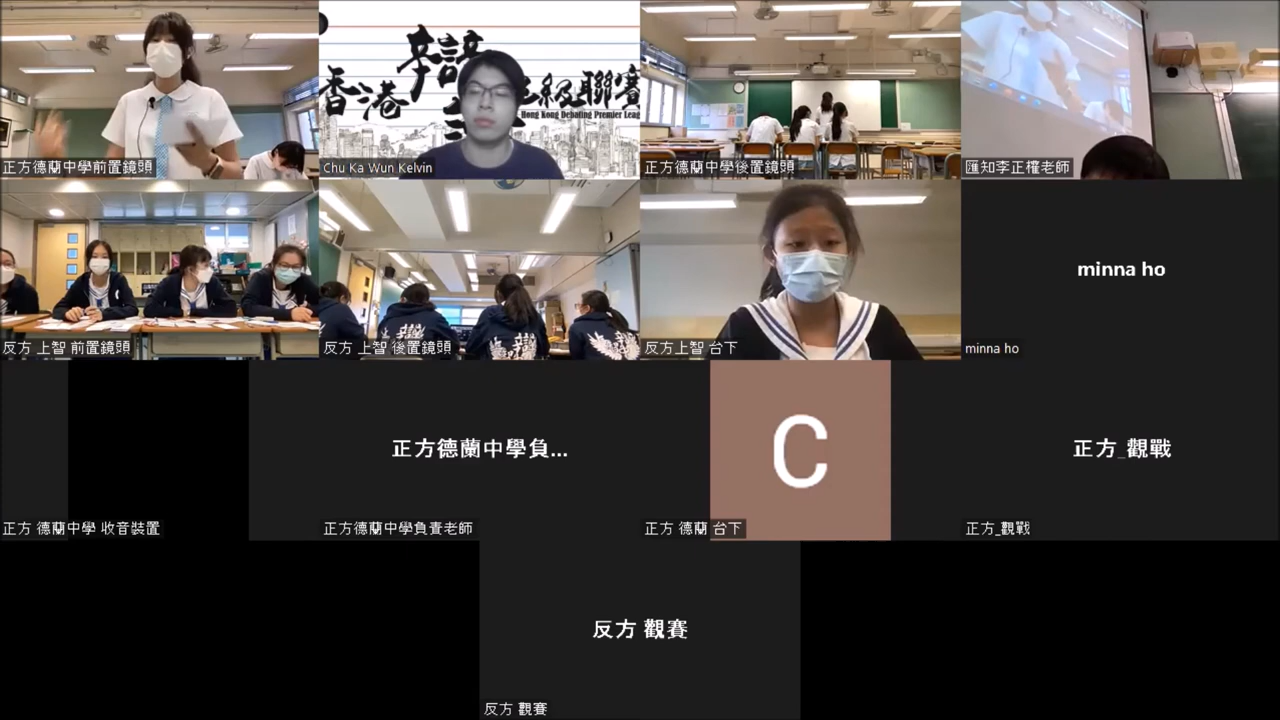 正方德蘭中學前置鏡頭
香港辯
級聯賽
Hong Kong Debating Premier Leag
Chu Ka Wun Kelvin
正方德蘭中學後置鏡頭
匯知李正權老師
反方 上智 前置鏡頭
反方 上智 後置鏡頭
反方上智 台下
minna ho
minna ho
正方 德蘭中學 收音裝置
正方德蘭中學負...
正方德蘭中學負責老師
C
正方 德蘭 台下
正方_觀戰
正方_觀戰
反方 觀賽
反方 觀賽